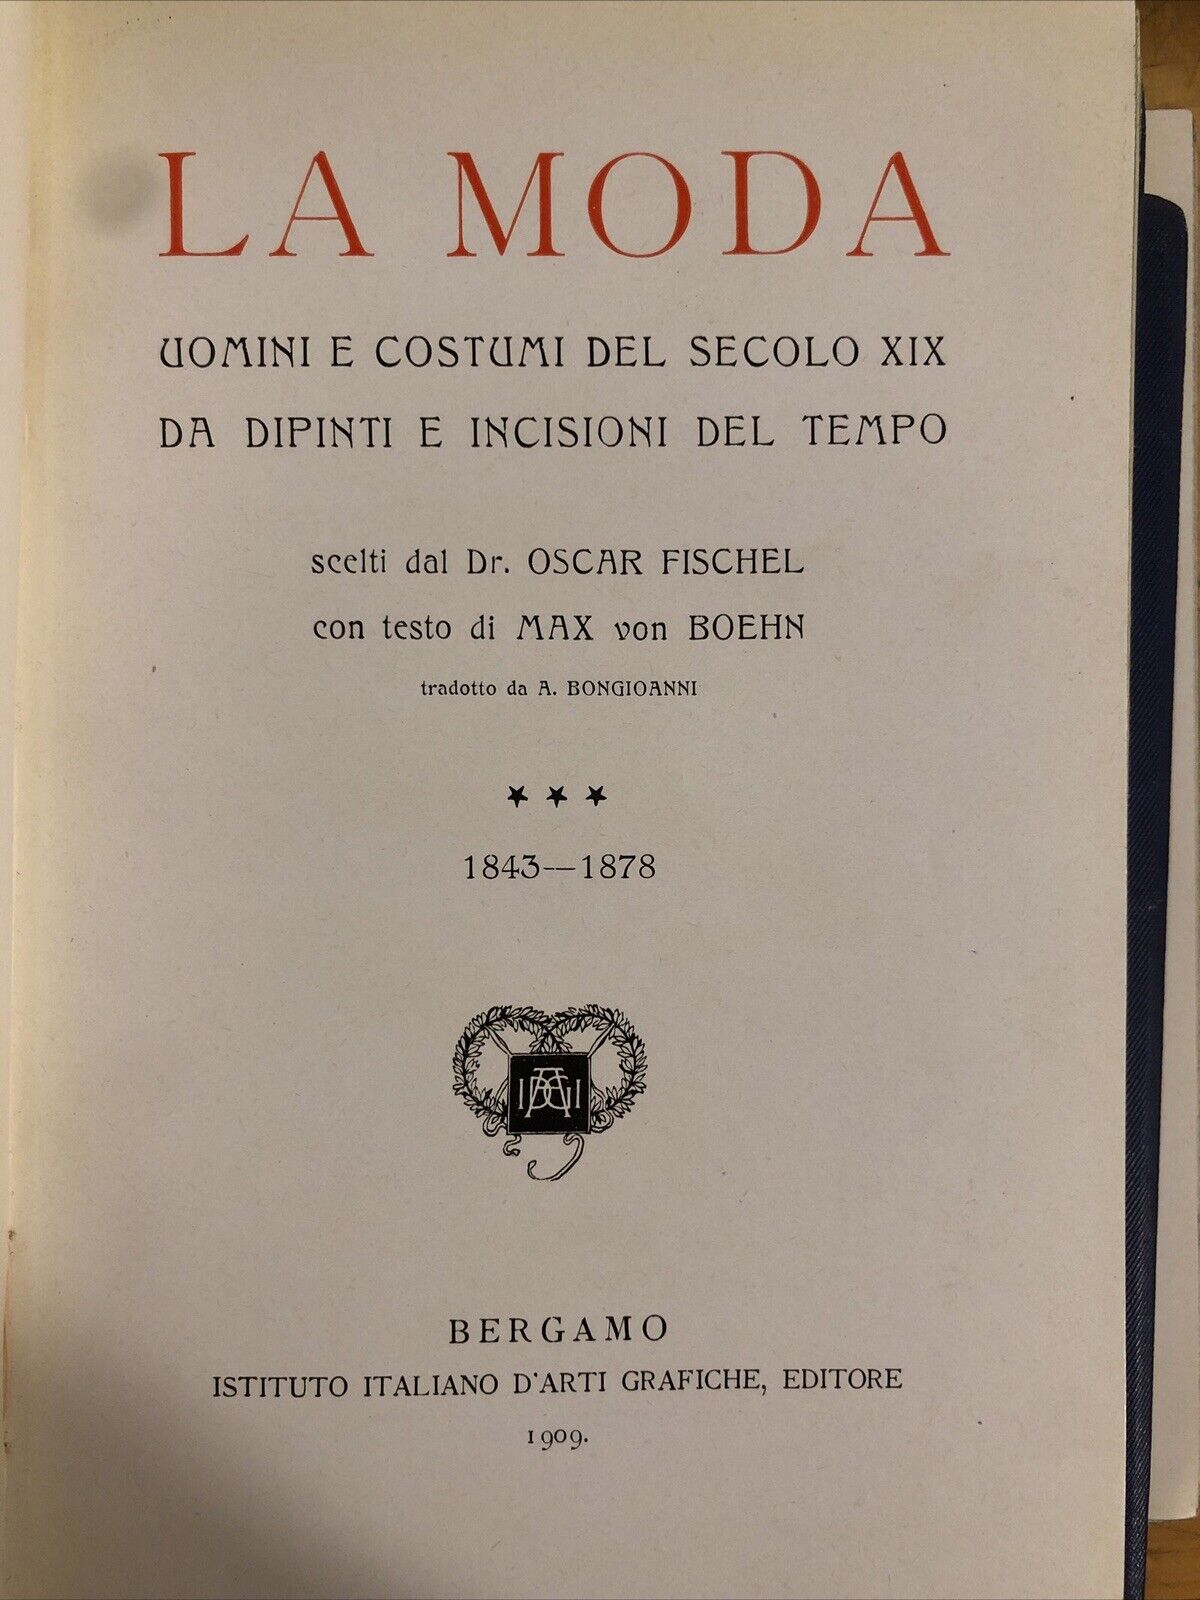 LA MODA
UOMINI E COSTUMI DEL SECOLO XIX
DA DIPINTI E INCISIONI DEL TEMPO
scelti dal Dr. OSCAR FISCHEL
con testo di MAX von BOEHN
tradotto da A. BONGIOANNI
★ ★ ★
1843—1878
BERGAMO
ISTITUTO ITALIANO D'ARTI GRAFICHE, EDITORE
1909.